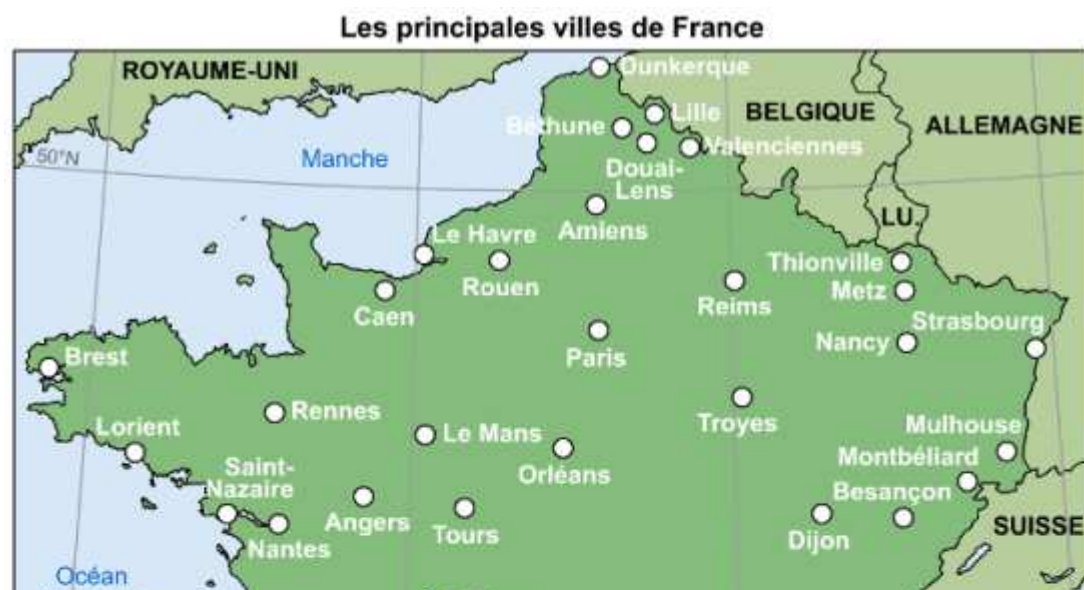 Les principales villes de France
ROYAUME-UNI
Dunkerque
BELGIQUE
ALLEMAGNE
Lille
Béthune
Valenciennes
50°N
Manche
Douai-
Lens
LU.
Amiens
Le Havre
Thionville
Rouen
Reims
Metz
Caen
Strasbourg
Paris
Nancy
Brest
Rennes
Troyes
Lorient
Le Mans
Mulhouse
Orléans
Montbéliard
Saint-
Nazaire
Besançon
Angers
Tours
Dijon
SUISSE
Nantes
Océan